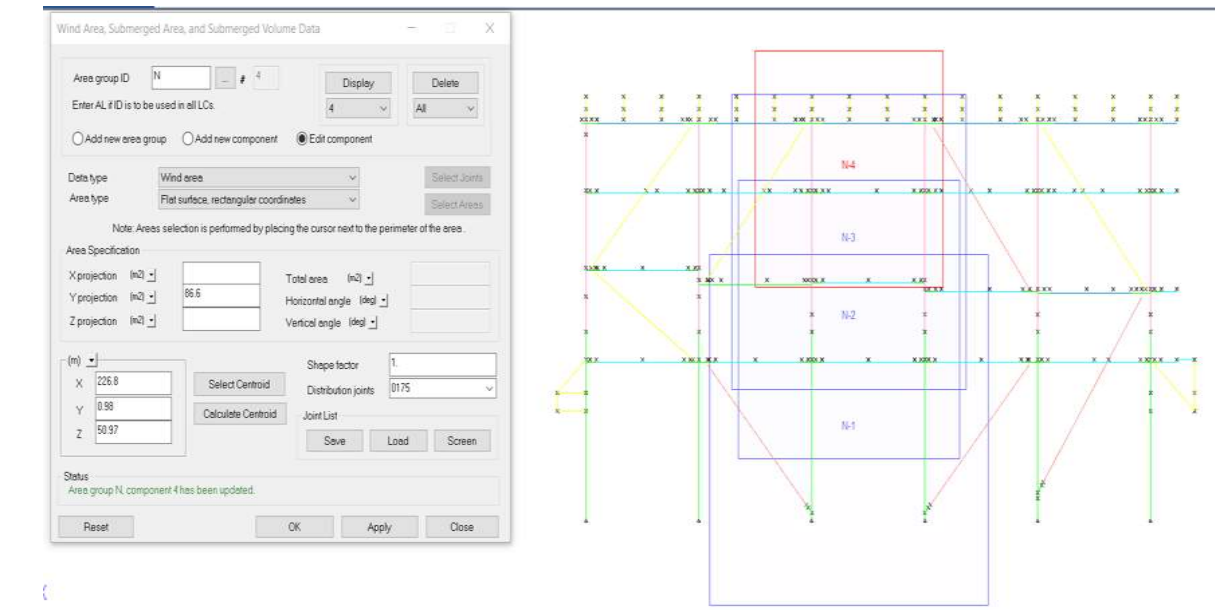 Wind Area, Submerged Area, and Submerged Volume Data
Area group ID N ... # 4 Display Delete
Enter AL if ID is to be used in all LCs. 4 All
Add new area group Add new component Edit component
Data type Wind area Select Joints
Area type Flat surface, rectangular coordinates Select Areas
Note: Areas selection is performed by placing the cursor next to the perimeter of the area.
Area Specification
X projection (m2) Total area (m2)
Y projection (m2) 86.6 Horizontal angle (deg)
Z projection (m2) Vertical angle (deg)
(m) Shape factor 1.
X 226.8 Select Centroid Distribution joints 0175
Y 0.98 Calculate Centroid Joint List
Z 50.97 Save Load Screen
Status
Area group N, component 4 has been updated.
Reset OK Apply Close
N-4
N-3
N-2
N-1